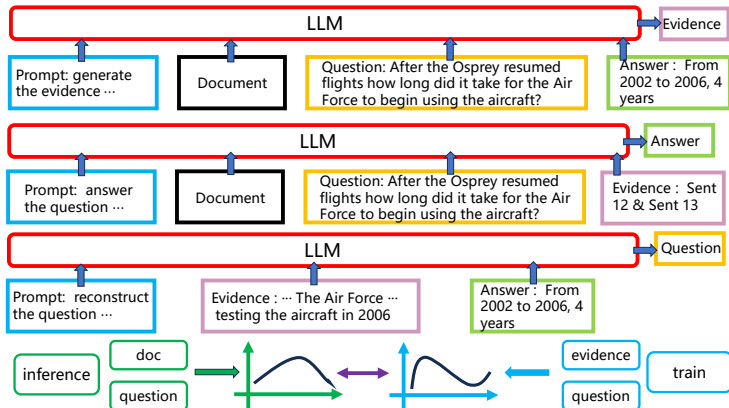 LLM
Evidence
Prompt: generate
the evidence ···
Document
Question: After the Osprey resumed
flights how long did it take for the Air
Force to begin using the aircraft?
Answer : From
2002 to 2006, 4
years
LLM
Answer
Prompt: answer
the question ···
Document
Question: After the Osprey resumed
flights how long did it take for the Air
Force to begin using the aircraft?
Evidence : Sent
12 & Sent 13
LLM
Question
Prompt: reconstruct
the question ···
Evidence : ··· The Air Force ···
testing the aircraft in 2006
Answer : From
2002 to 2006, 4
years
inference
doc
question
evidence
question
train